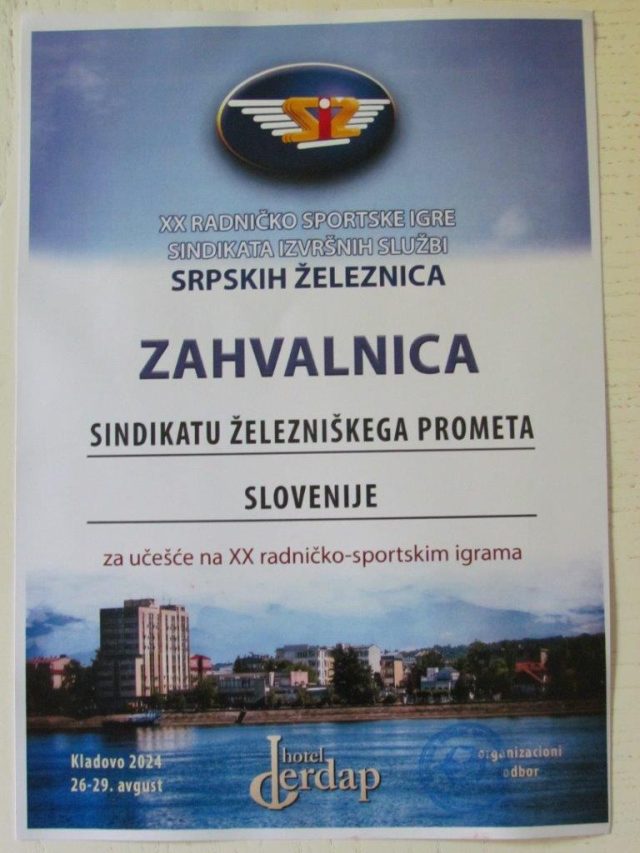 SIS
XX RADNIČKO SPORTSKE IGRE
SINDIKATA IZVRŠNIH SLUŽBI
SRPSKIH ŽELEZNICA
ZAHVALNICA
SINDIKATU ŽELEZNIŠKEGA PROMETA
SLOVENIJE
za učešće na XX radničko-sportskim igrama
Kladovo 2024
26-29. avgust
hotel
Đerdap
organizacioni
odbor